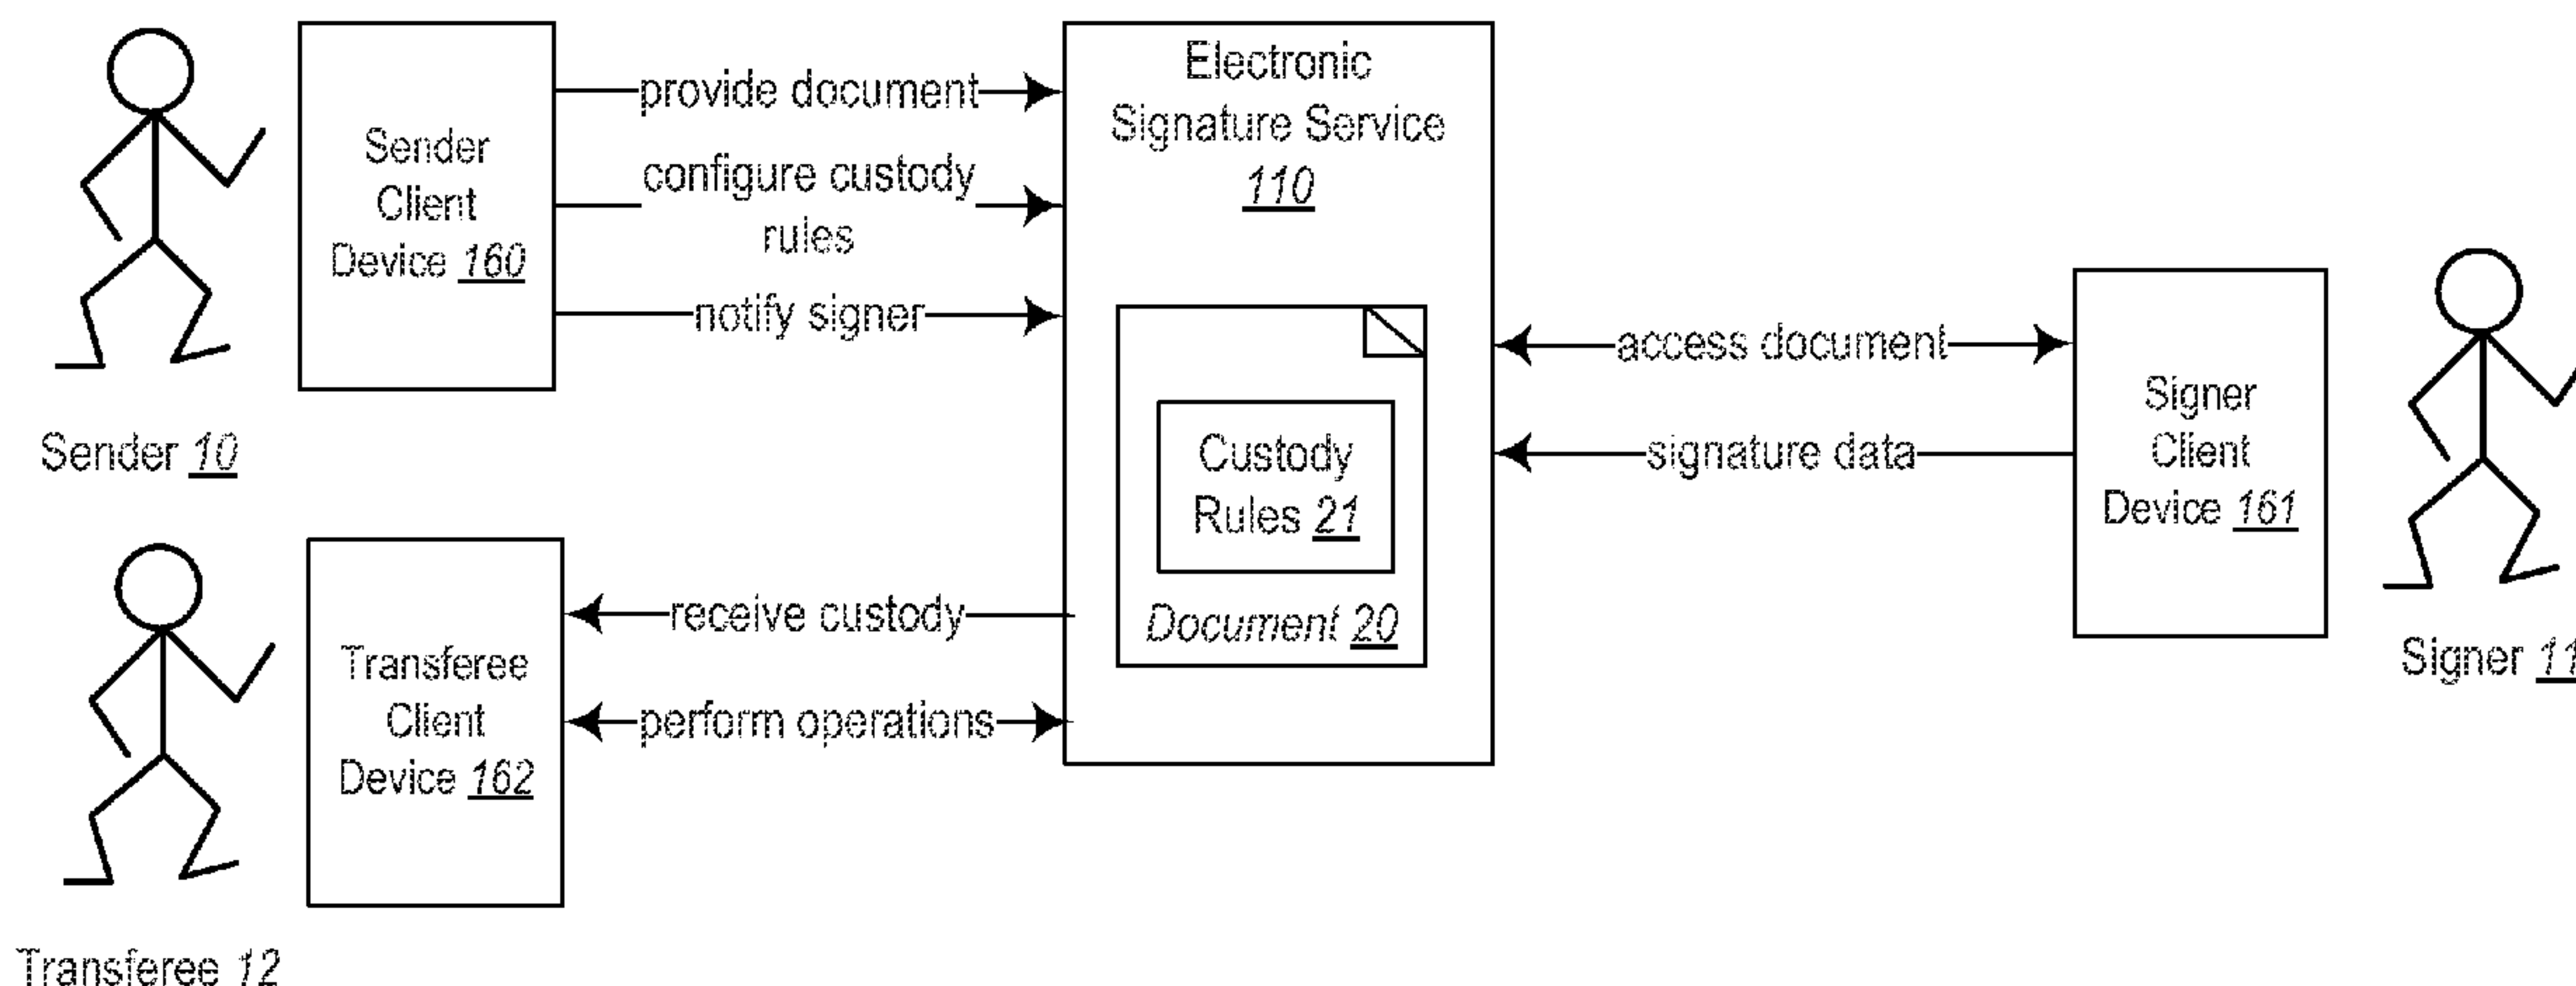 Sender
Client
Device 160
Sender 10
provide document
configure custody
rules
notify signer
Electronic
Signature Service
110
Custody
Rules 21
Document 20
access document
signature data
Signer
Client
Device 161
Signer 11
Transferee
Client
Device 162
Transferee 12
receive custody
perform operations